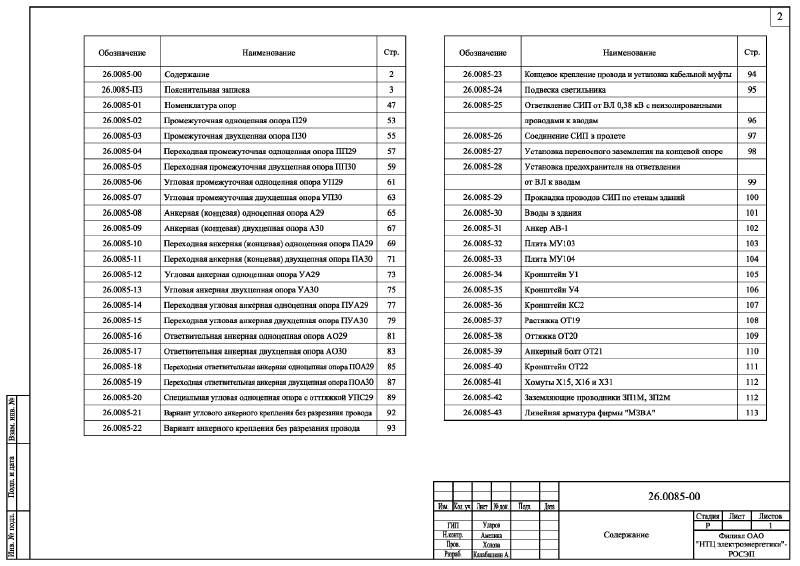 2
Обозначение Наименование Стр.
26.0085-00 Содержание 2
26.0085-ПЗ Пояснительная записка 3
26.0085-01 Номенклатура опор 47
26.0085-02 Промежуточная одноцепная опора П29 53
26.0085-03 Промежуточная двухцепная опора П30 55
26.0085-04 Переходная промежуточная одноцепная опора ПП29 57
26.0085-05 Переходная промежуточная двухцепная опора ПП30 59
26.0085-06 Угловая промежуточная одноцепная опора УП29 61
26.0085-07 Угловая промежуточная двухцепная опора УП30 63
26.0085-08 Анкерная (концевая) одноцепная опора А29 65
26.0085-09 Анкерная (концевая) двухцепная опора А30 67
26.0085-10 Переходная анкерная (концевая) одноцепная опора ПА29 69
26.0085-11 Переходная анкерная (концевая) двухцепная опора ПА30 71
26.0085-12 Угловая анкерная одноцепная опора УА29 73
26.0085-13 Угловая анкерная двухцепная опора УА30 75
26.0085-14 Переходная угловая анкерная одноцепная опора ПУА29 77
26.0085-15 Переходная угловая анкерная двухцепная опора ПУА30 79
26.0085-16 Ответвительная анкерная одноцепная опора АО29 81
26.0085-17 Ответвительная анкерная двухцепная опора АО30 83
26.0085-18 Переходная ответвительная анкерная одноцепная опора ПОА29 85
26.0085-19 Переходная ответвительная анкерная двухцепная опора ПОА30 87
26.0085-20 Специальная угловая одноцепная опора с отттяжкой УПС29 89
26.0085-21 Вариант углового анкерного крепления без разрезания провода 92
26.0085-22 Вариант анкерного крепления без разрезания провода 93
Обозначение Наименование Стр.
26.0085-23 Концевое крепление провода и установка кабельной муфты 94
26.0085-24 Подвеска светильника 95
26.0085-25 Ответвление СИП от ВЛ 0,38 кВ с неизолированными
проводами к вводам 96
26.0085-26 Соединение СИП в пролете 97
26.0085-27 Установка переносного заземления на концевой опоре 98
26.0085-28 Установка предохранителя на ответвлении
от ВЛ к вводам 99
26.0085-29 Прокладка проводов СИП по стенам зданий 100
26.0085-30 Вводы в здания 101
26.0085-31 Анкер АВ-1 102
26.0085-32 Плита МУ103 103
26.0085-33 Плита МУ104 104
26.0085-34 Кронштейн У1 105
26.0085-35 Кронштейн У4 106
26.0085-36 Кронштейн КС2 107
26.0085-37 Растяжка ОТ19 108
26.0085-38 Оттяжка ОТ20 109
26.0085-39 Анкерный болт ОТ21 110
26.0085-40 Кронштейн ОТ22 111
26.0085-41 Хомуты Х15, Х16 и Х31 112
26.0085-42 Заземляющие проводники ЗП1М, ЗП2М 112
26.0085-43 Линейная арматура фирмы "МЗВА" 113
Взам. инв. №
Подп. и дата
Инв. № подл.
26.0085-00
Изм. Кол. уч Лист № док. Подп. Дата
ГИП Уларов
Н.контр. Амелина
Пров. Холова
Разраб. Калабашкин А.
Содержание
Стадия Лист Листов
Р 1
Филиал ОАО
"НТЦ электроэнергетики"-
РОСЭП